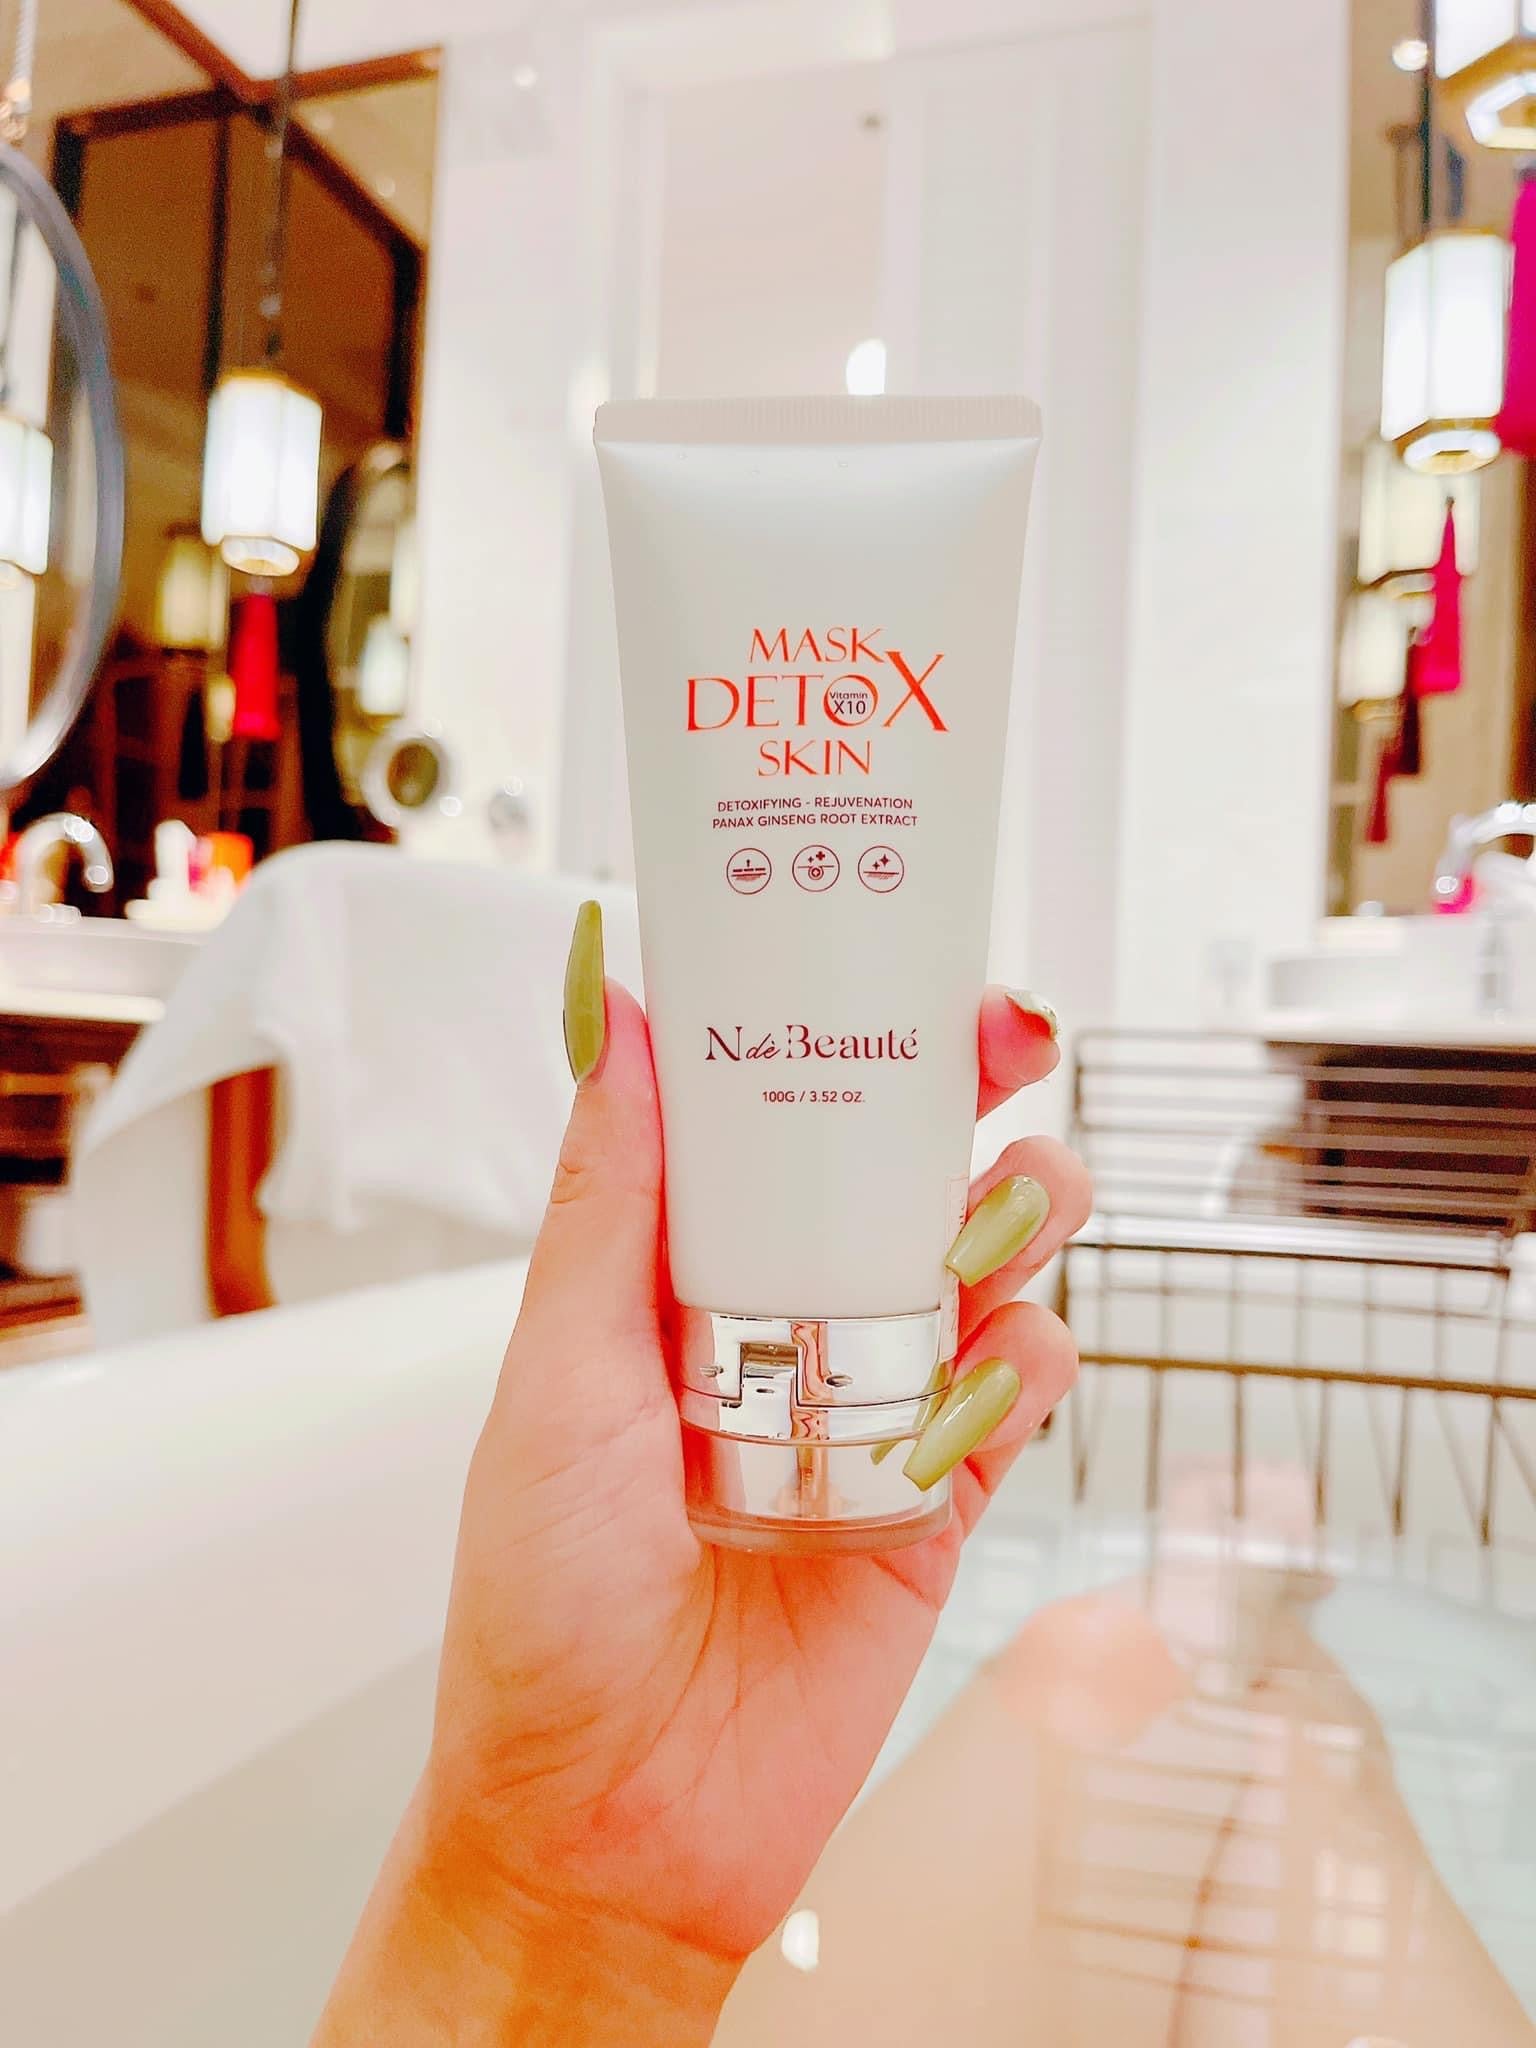 MASK
DETOX
Vitamin
X10
SKIN
DETOXIFYING - REJUVENATION
PANAX GINSENG ROOT EXTRACT
N dè Beauté
100G / 3.52 OZ.